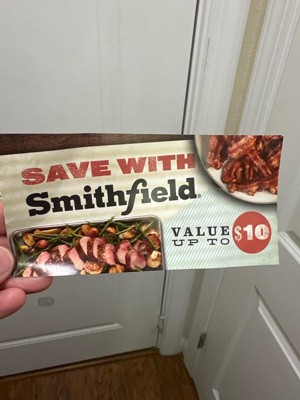 SAVE WITH
Smithfield®
VALUE
UP TO $10